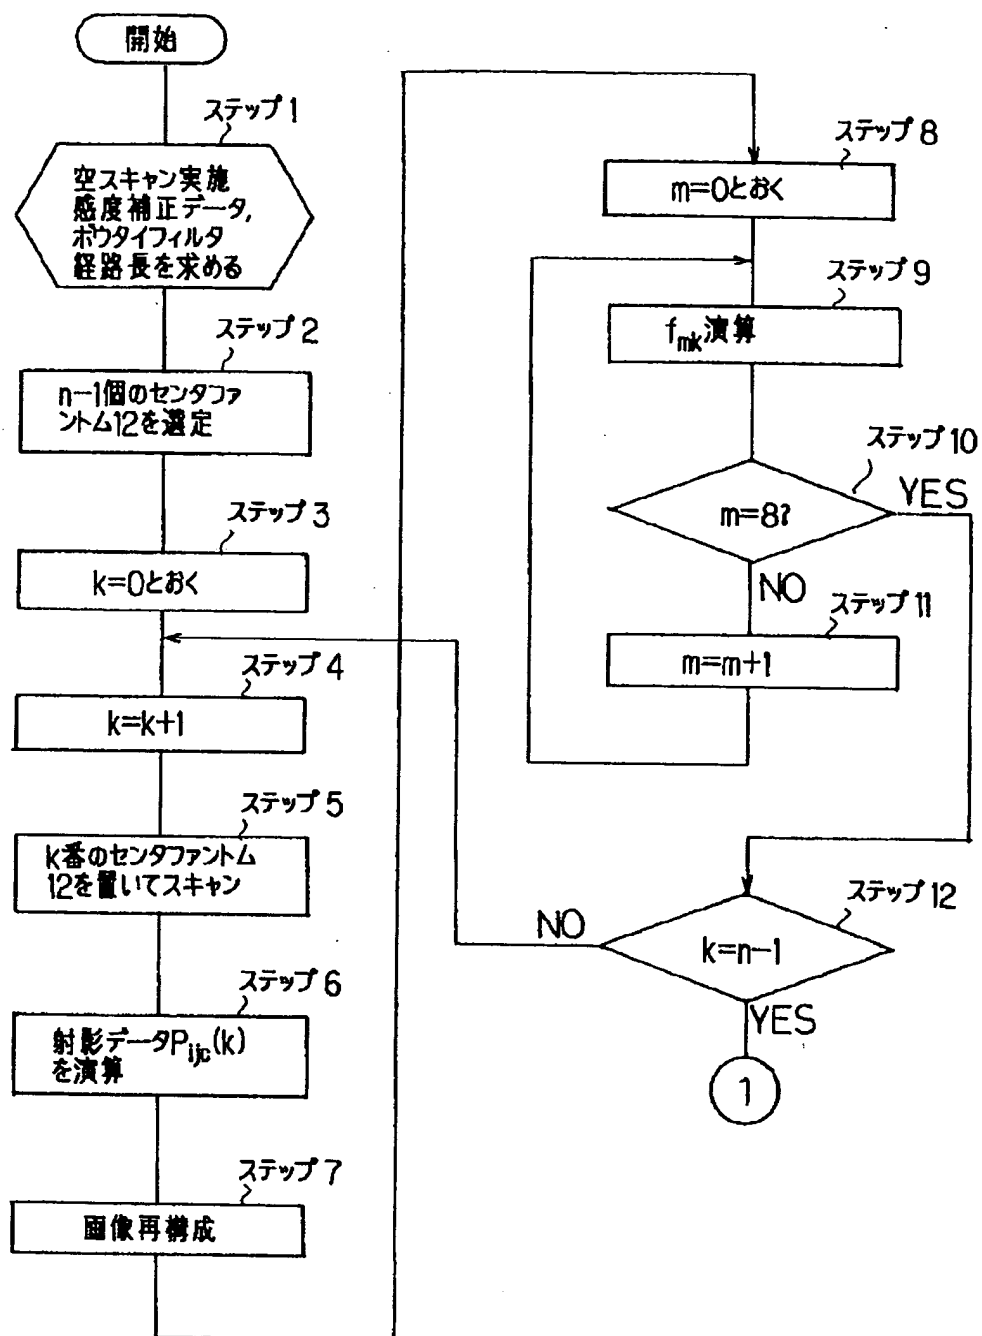 開始
ステップ1
空スキャン実施
感度補正データ,
ボウタイフィルタ
経路長を求める
ステップ2
n-1個のセンタファ
ントム12を選定
ステップ3
k=0とおく
ステップ4
k=k+1
ステップ5
k番のセンタファントム
12を置いてスキャン
ステップ6
射影データPijc(k)
を演算
ステップ7
画像再構成
ステップ8
m=0とおく
ステップ9
fmk演算
ステップ10
m=8?
YES
NO
ステップ11
m=m+1
ステップ12
k=n-1
NO
YES
1